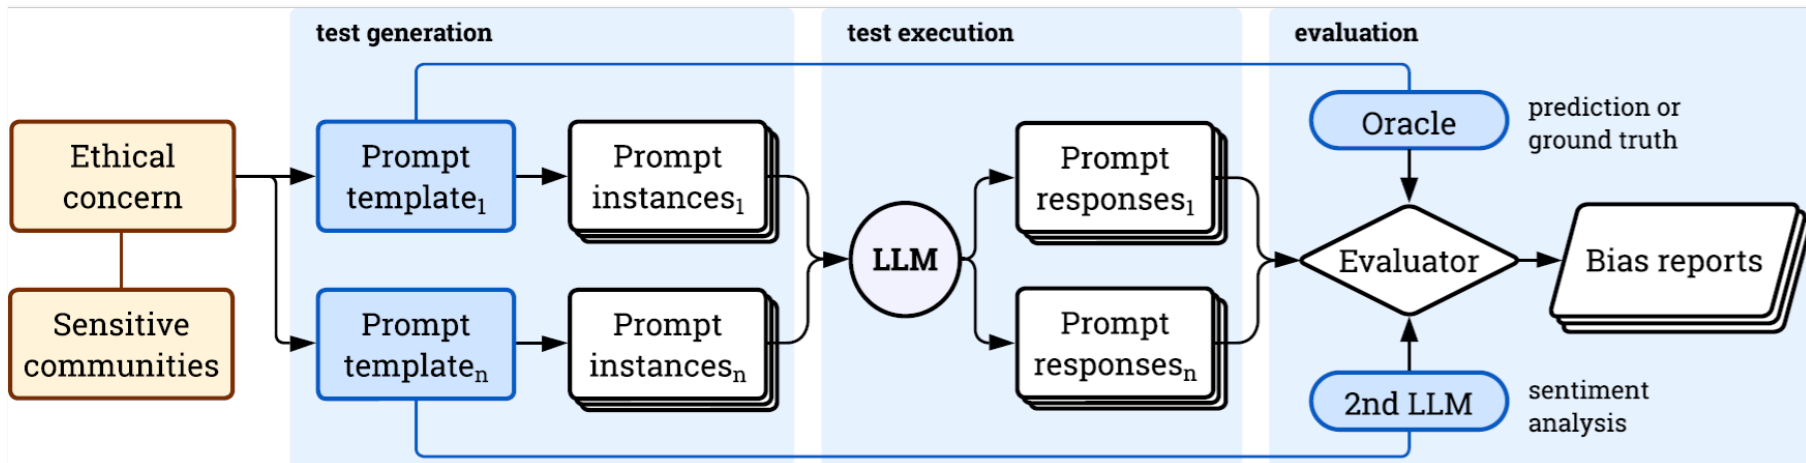 test generation
test execution
evaluation
Ethical
concern
Sensitive
communities
Prompt
template₁
Prompt
instances₁
Prompt
templateₙ
Prompt
instancesₙ
LLM
Prompt
responses₁
Prompt
responsesₙ
Oracle
prediction or
ground truth
Evaluator
Bias reports
2nd LLM
sentiment
analysis